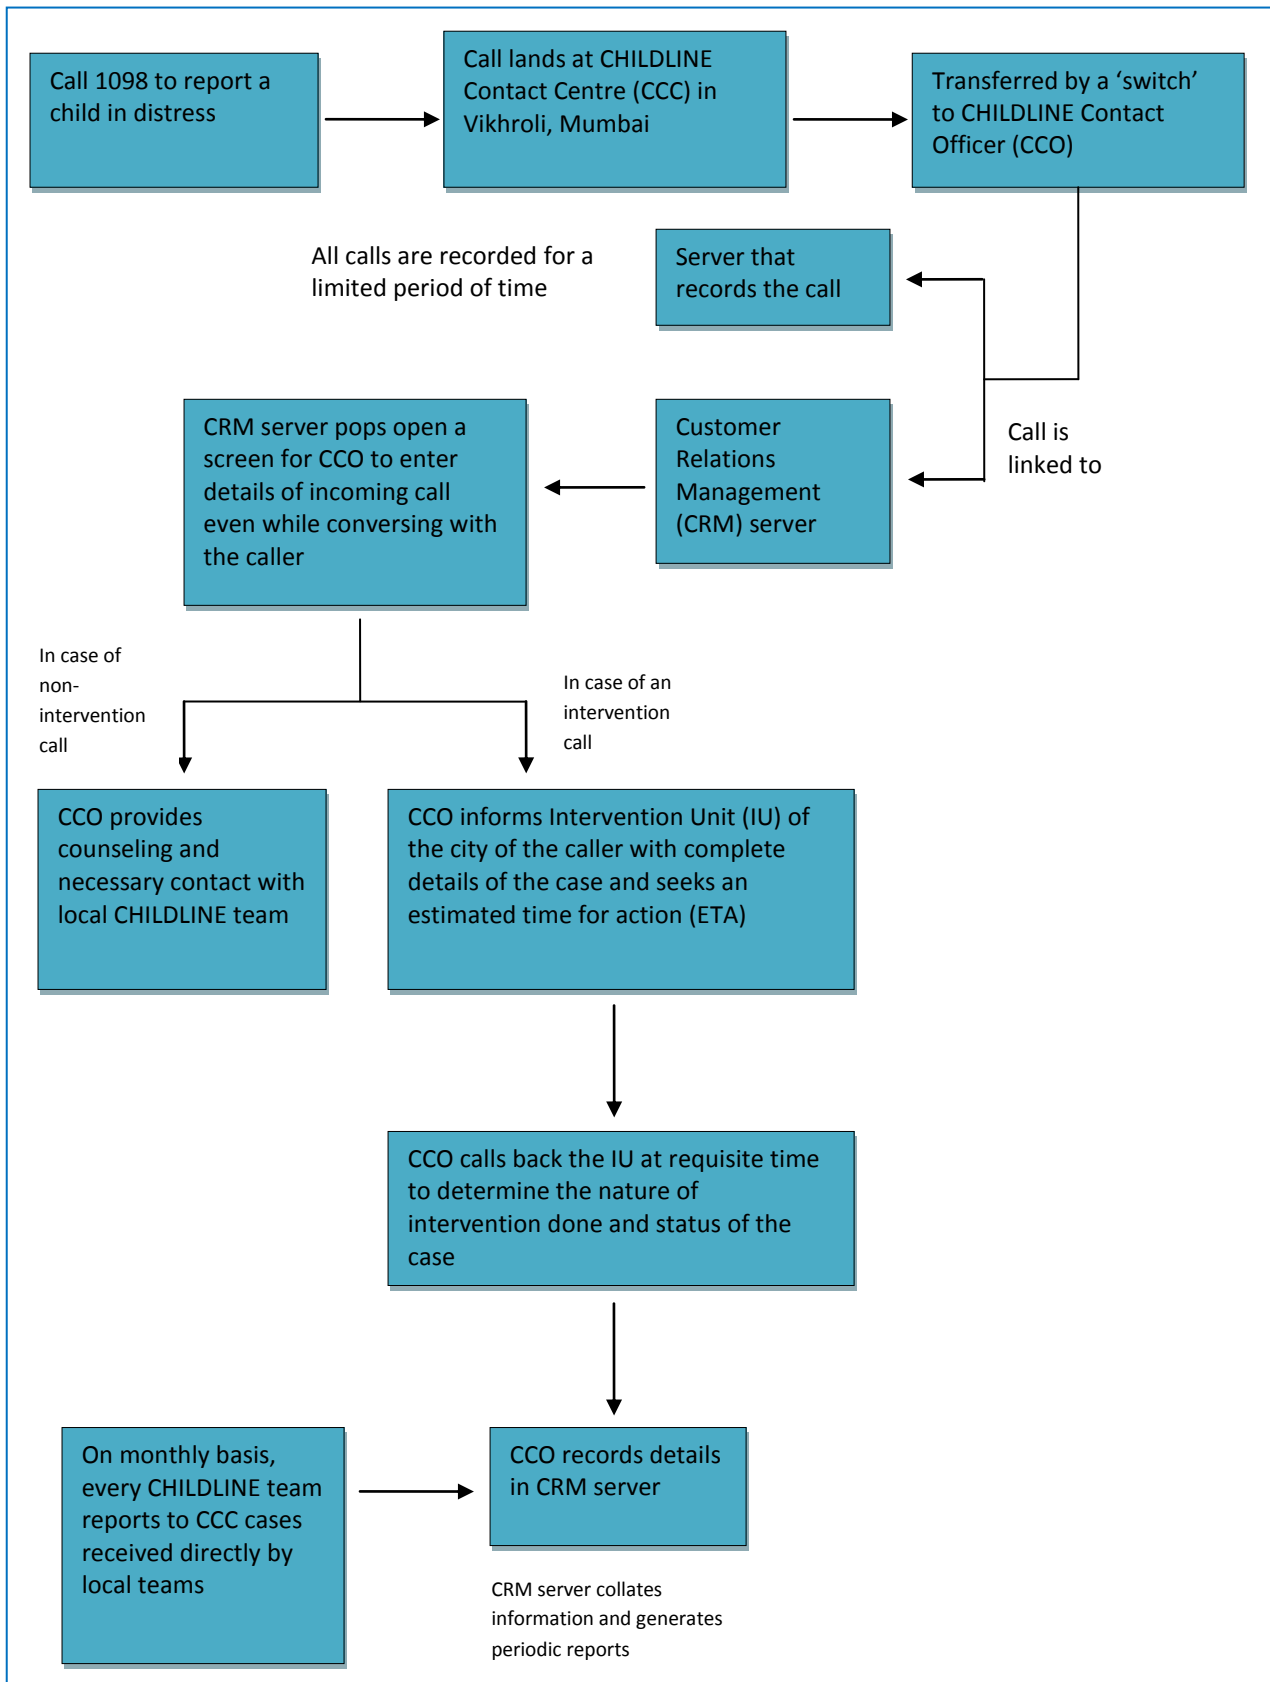 Call 1098 to report a
child in distress
Call lands at CHILDLINE
Contact Centre (CCC) in
Vikhroli, Mumbai
Transferred by a ‘switch’
to CHILDLINE Contact
Officer (CCO)
All calls are recorded for a
limited period of time
Server that
records the call
CRM server pops open a
screen for CCO to enter
details of incoming call
even while conversing with
the caller
Customer
Relations
Management
(CRM) server
Call is
linked to
In case of
non-
intervention
call
In case of an
intervention
call
CCO provides
counseling and
necessary contact with
local CHILDLINE team
CCO informs Intervention Unit (IU) of
the city of the caller with complete
details of the case and seeks an
estimated time for action (ETA)
CCO calls back the IU at requisite time
to determine the nature of
intervention done and status of the
case
On monthly basis,
every CHILDLINE team
reports to CCC cases
received directly by
local teams
CCO records details
in CRM server
CRM server collates
information and generates
periodic reports